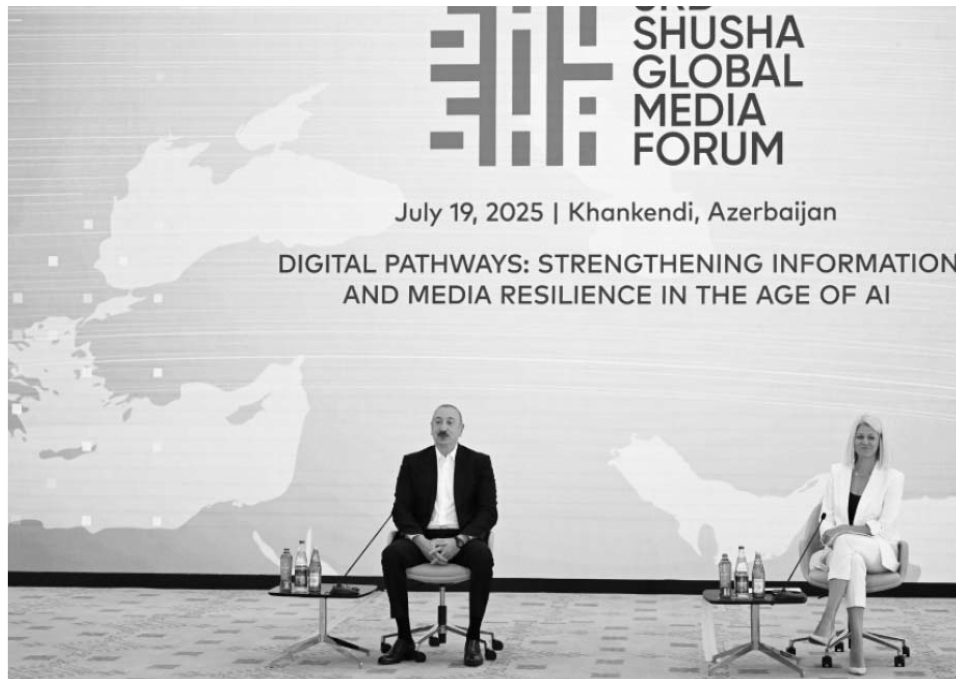 SHUSHA
GLOBAL
MEDIA
FORUM
July 19, 2025 | Khankendi, Azerbaijan
DIGITAL PATHWAYS: STRENGTHENING INFORMATION
AND MEDIA RESILIENCE IN THE AGE OF AI